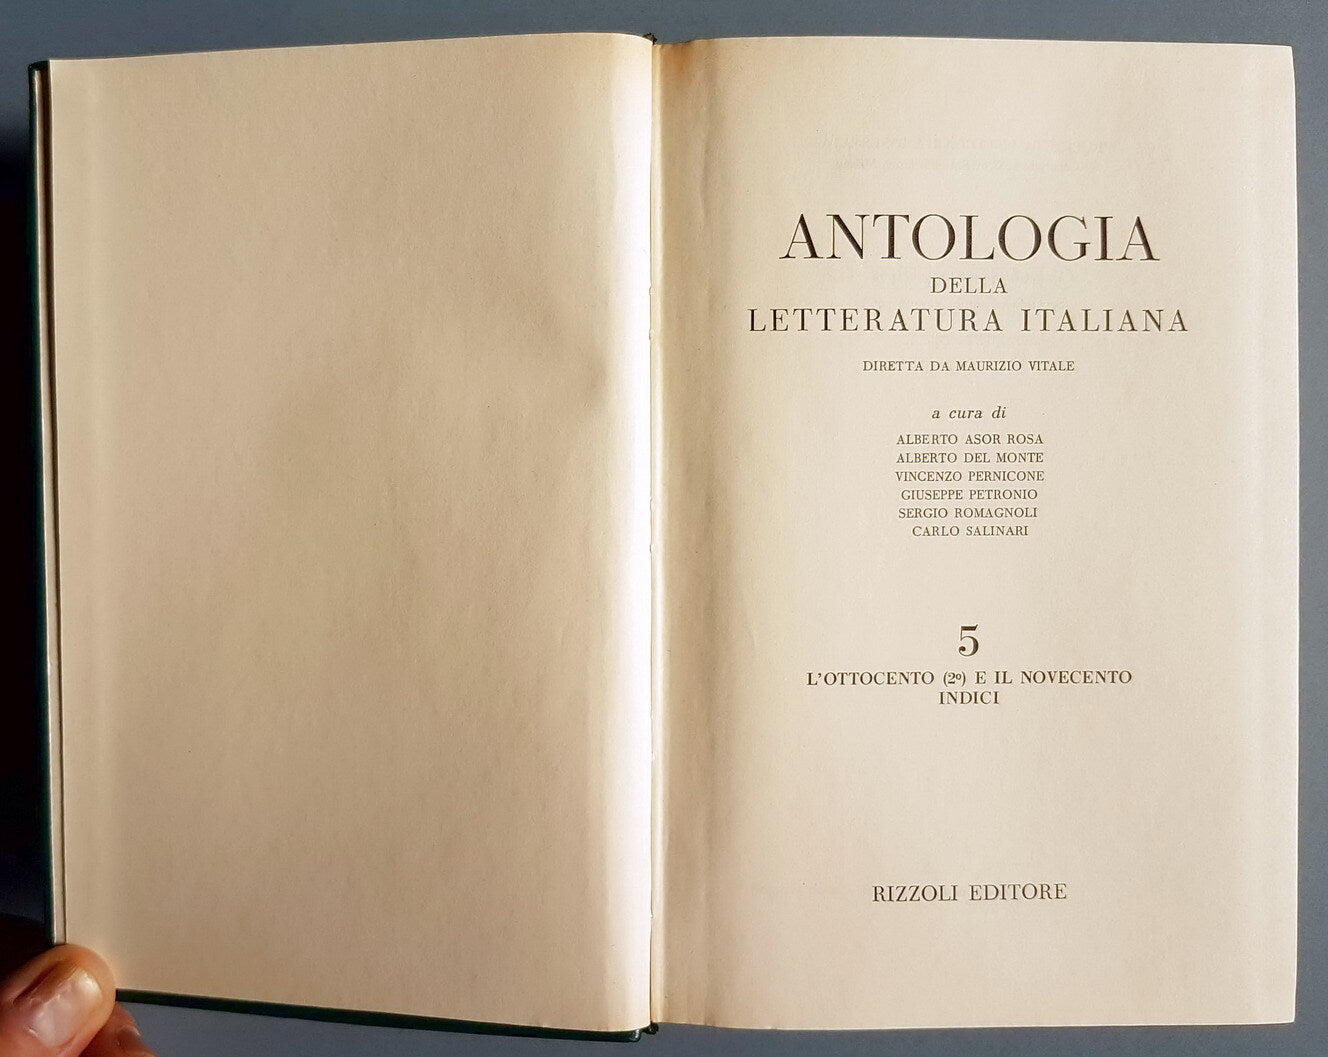 ANTOLOGIA
DELLA
LETTERATURA ITALIANA
DIRETTA DA MAURIZIO VITALE
a cura di
ALBERTO ASOR ROSA
ALBERTO DEL MONTE
VINCENZO PERNICONE
GIUSEPPE PETRONIO
SERGIO ROMAGNOLI
CARLO SALINARI
5
L'OTTOCENTO (2º) E IL NOVECENTO
INDICI
RIZZOLI EDITORE